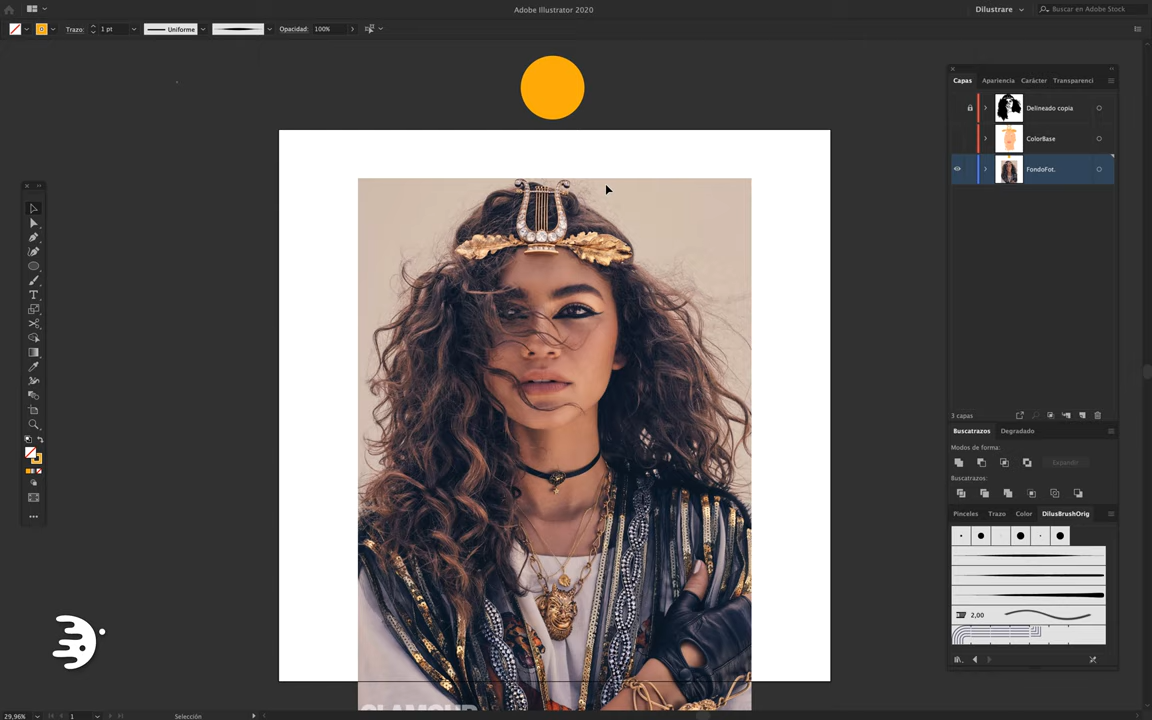 Adobe Illustrator 2020
Dilustrare
Buscar en Adobe Stock
Trazo:
1 pt
Uniforme
Opacidad:
100%
Capas
Apariencia
Carácter
Transparenci
Delineado copia
ColorBase
FondoFot.
3 capas
Buscatrazos
Degradado
Modos de forma:
Expandir
Buscatrazos:
Pinceles
Trazo
Color
DilusBrushOrig
2,00
GLAMOUR
29,96%
1
Selección